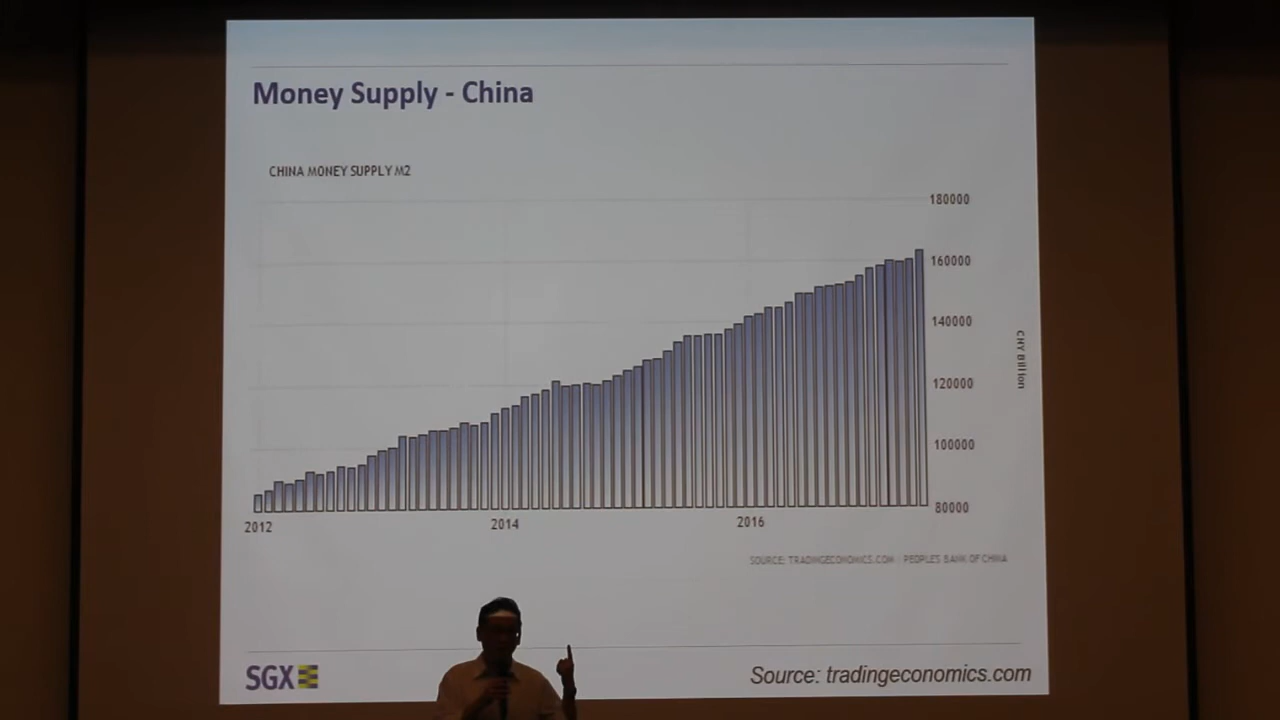 Money Supply - China
CHINA MONEY SUPPLY M2
180000
160000
140000
120000
100000
80000
CNY Billion
2012
2014
2016
SOURCE: TRADINGECONOMICS.COM | PEOPLES BANK OF CHINA
SGX
Source: tradingeconomics.com